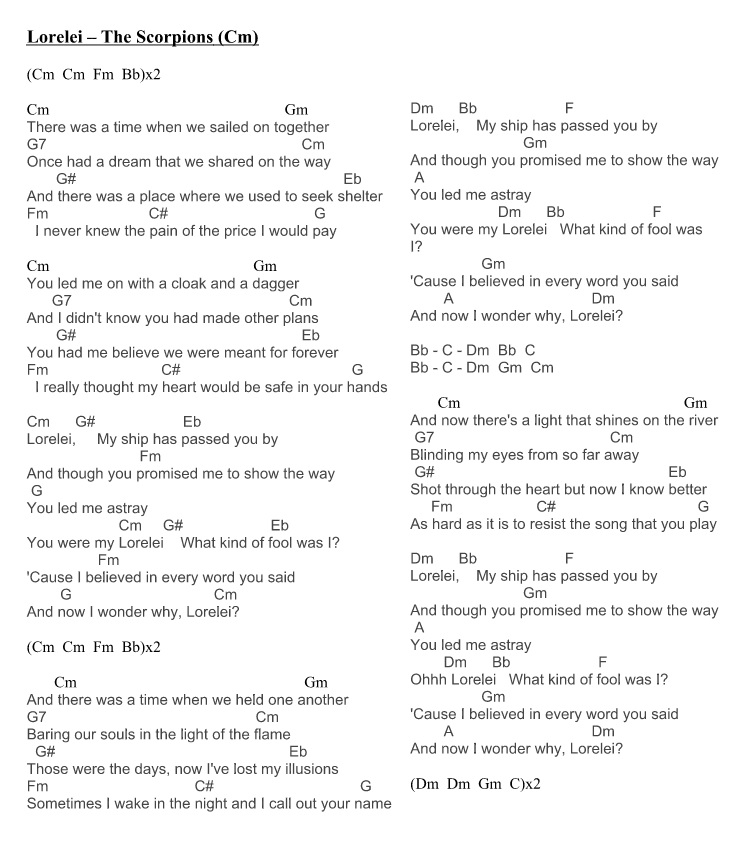 Lorelei – The Scorpions (Cm)
(Cm Cm Fm Bb)x2
Cm Gm
There was a time when we sailed on together
G7 Cm
Once had a dream that we shared on the way
G# Eb
And there was a place where we used to seek shelter
Fm C# G
I never knew the pain of the price I would pay
Cm Gm
You led me on with a cloak and a dagger
G7 Cm
And I didn't know you had made other plans
G# Eb
You had me believe we were meant for forever
Fm C# G
I really thought my heart would be safe in your hands
Cm G# Eb
Lorelei, My ship has passed you by
Fm
And though you promised me to show the way
G
You led me astray
Cm G# Eb
You were my Lorelei What kind of fool was I?
Fm
'Cause I believed in every word you said
G Cm
And now I wonder why, Lorelei?
(Cm Cm Fm Bb)x2
Cm Gm
And there was a time when we held one another
G7 Cm
Baring our souls in the light of the flame
G# Eb
Those were the days, now I've lost my illusions
Fm C# G
Sometimes I wake in the night and I call out your name
Dm Bb F
Lorelei, My ship has passed you by
Gm
And though you promised me to show the way
A
You led me astray
Dm Bb F
You were my Lorelei What kind of fool was
I?
Gm
'Cause I believed in every word you said
A Dm
And now I wonder why, Lorelei?
Bb - C - Dm Bb C
Bb - C - Dm Gm Cm
Cm Gm
And now there's a light that shines on the river
G7 Cm
Blinding my eyes from so far away
G# Eb
Shot through the heart but now I know better
Fm C# G
As hard as it is to resist the song that you play
Dm Bb F
Lorelei, My ship has passed you by
Gm
And though you promised me to show the way
A
You led me astray
Dm Bb F
Ohhh Lorelei What kind of fool was I?
Gm
'Cause I believed in every word you said
A Dm
And now I wonder why, Lorelei?
(Dm Dm Gm C)x2